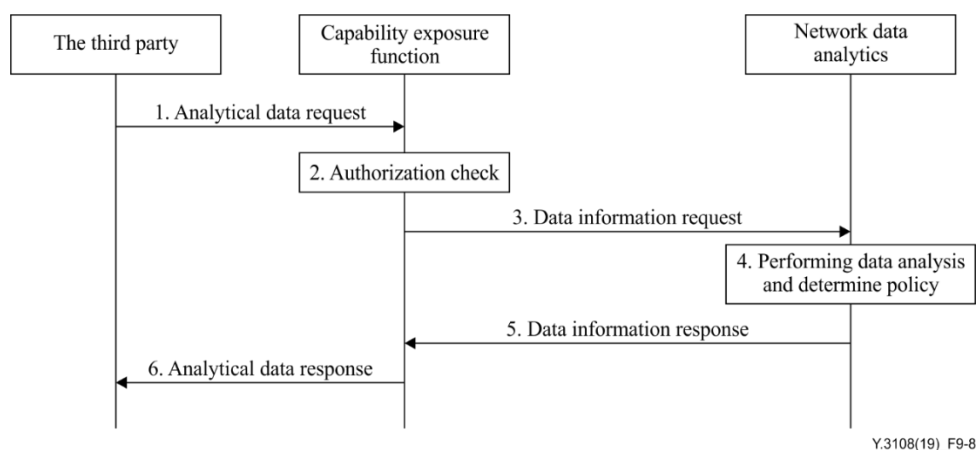 The third party
Capability exposure
function
Network data
analytics
1. Analytical data request
2. Authorization check
3. Data information request
4. Performing data analysis
and determine policy
5. Data information response
6. Analytical data response
Y.3108(19)_F9-8